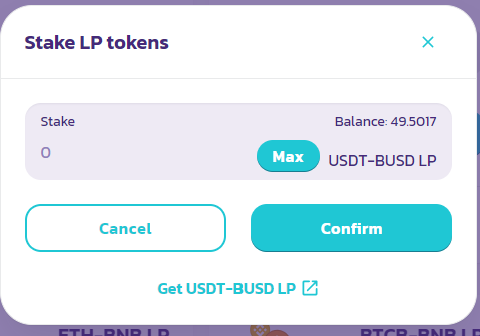 Stake LP tokens
Stake
Balance: 49.5017
0
Max
USDT-BUSD LP
Cancel
Confirm
Get USDT-BUSD LP
ETH-BNB LP
BTCB-BNB LP